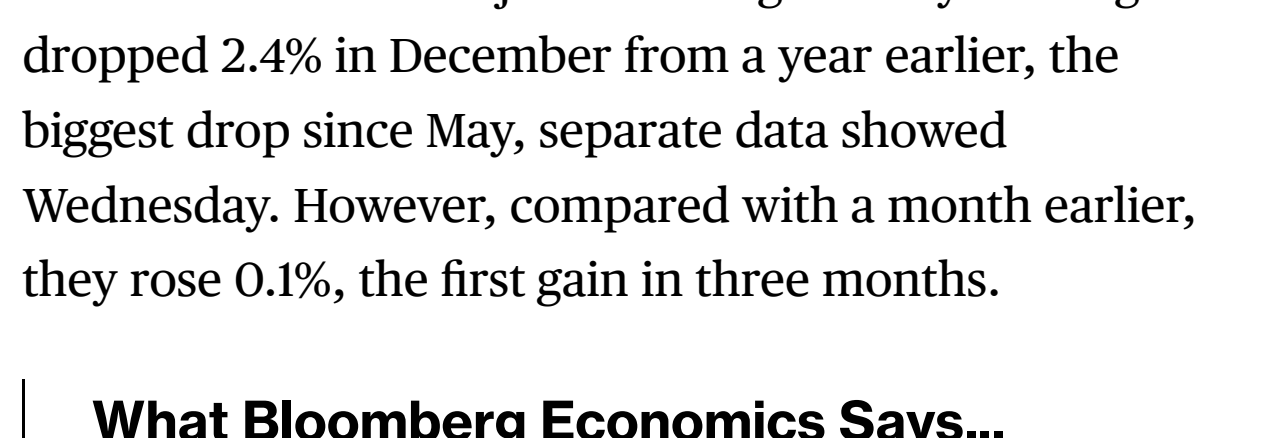 dropped 2.4% in December from a year earlier, the
biggest drop since May, separate data showed
Wednesday. However, compared with a month earlier,
they rose 0.1%, the first gain in three months.
What Bloomberg Economics Says...